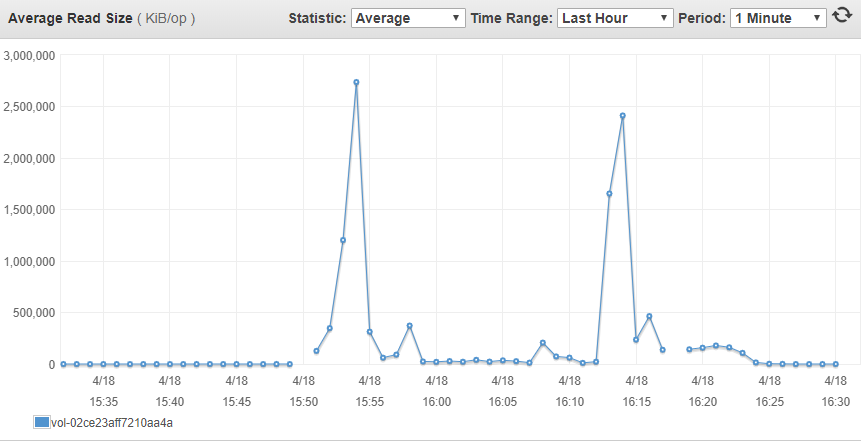 Average Read Size ( KiB/op ) Statistic: Average Time Range: Last Hour Period: 1 Minute
3,000,000
2,500,000
2,000,000
1,500,000
1,000,000
500,000
0
4/18 4/18 4/18 4/18 4/18 4/18 4/18 4/18 4/18 4/18 4/18 4/18
15:35 15:40 15:45 15:50 15:55 16:00 16:05 16:10 16:15 16:20 16:25 16:30
vol-02ce23aff7210aa4a